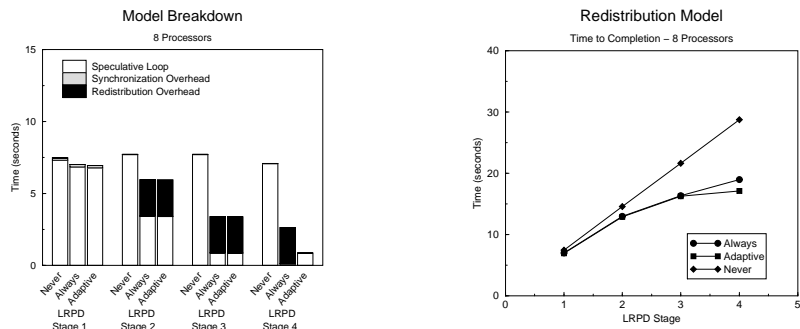 Model Breakdown
8 Processors
15
10
5
0
Time (seconds)
Speculative Loop
Synchronization Overhead
Redistribution Overhead
Never
Always
Adaptive
Never
Always
Adaptive
Never
Always
Adaptive
Never
Always
Adaptive
LRPD
Stage 1
LRPD
Stage 2
LRPD
Stage 3
LRPD
Stage 4
Redistribution Model
Time to Completion – 8 Processors
40
30
20
10
0
Time (seconds)
Always
Adaptive
Never
0 1 2 3 4 5
LRPD Stage